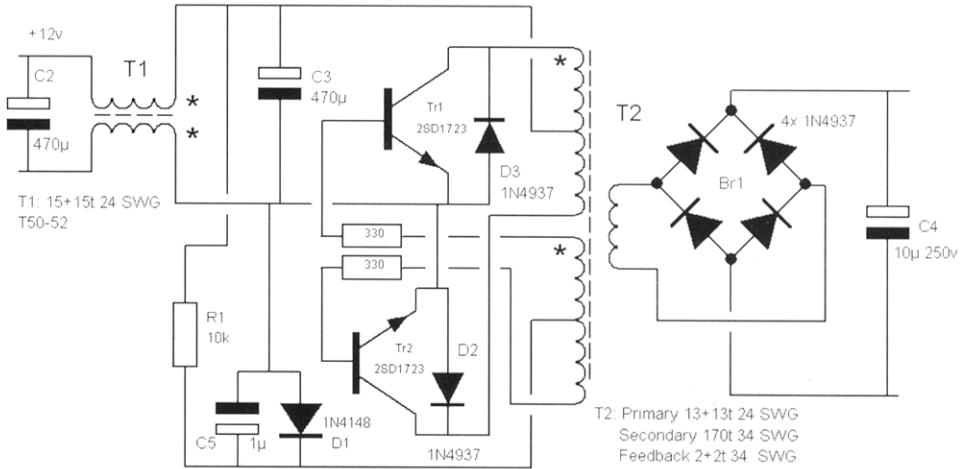 +12v
C2
T1
*
*
470µ
T1: 15+15t 24 SWG
T50-52
C3
470µ
Tr1
2SD1723
D3
1N4937
*
T2
4x 1N4937
Br1
C4
10µ 250v
330
330
*
R1
10k
Tr2
2SD1723
D2
C5
1µ
1N4148
D1
1N4937
T2: Primary 13+13t 24 SWG
Secondary 170t 34 SWG
Feedback 2+2t 34 SWG